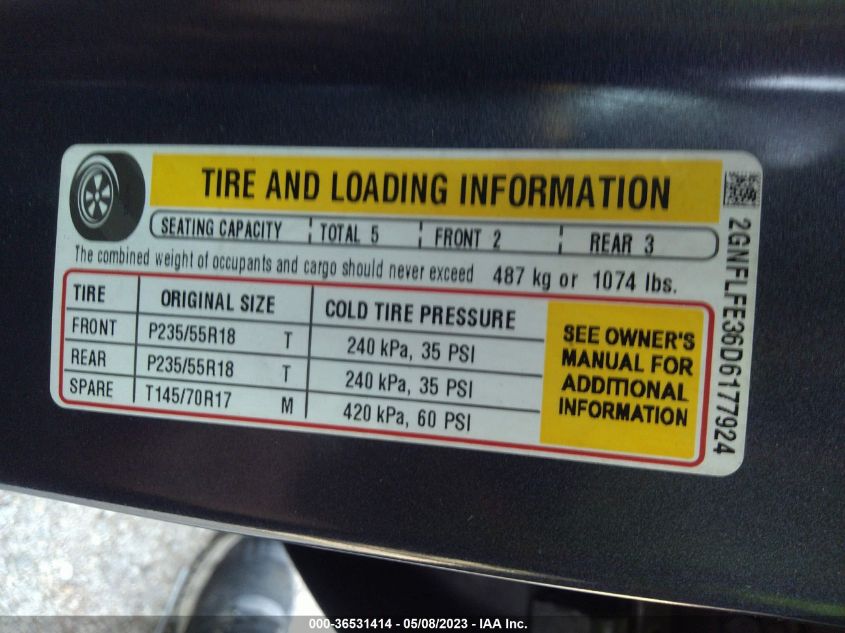 TIRE AND LOADING INFORMATION
SEATING CAPACITY TOTAL 5 FRONT 2 REAR 3
The combined weight of occupants and cargo should never exceed 487 kg or 1074 lbs.
TIRE ORIGINAL SIZE COLD TIRE PRESSURE
FRONT P235/55R18 T 240 kPa, 35 PSI
REAR P235/55R18 T 240 kPa, 35 PSI
SPARE T145/70R17 M 420 kPa, 60 PSI
SEE OWNER'S
MANUAL FOR
ADDITIONAL
INFORMATION
2GNFLFE36D6177924
000-36531414 - 05/08/2023 - IAA Inc.